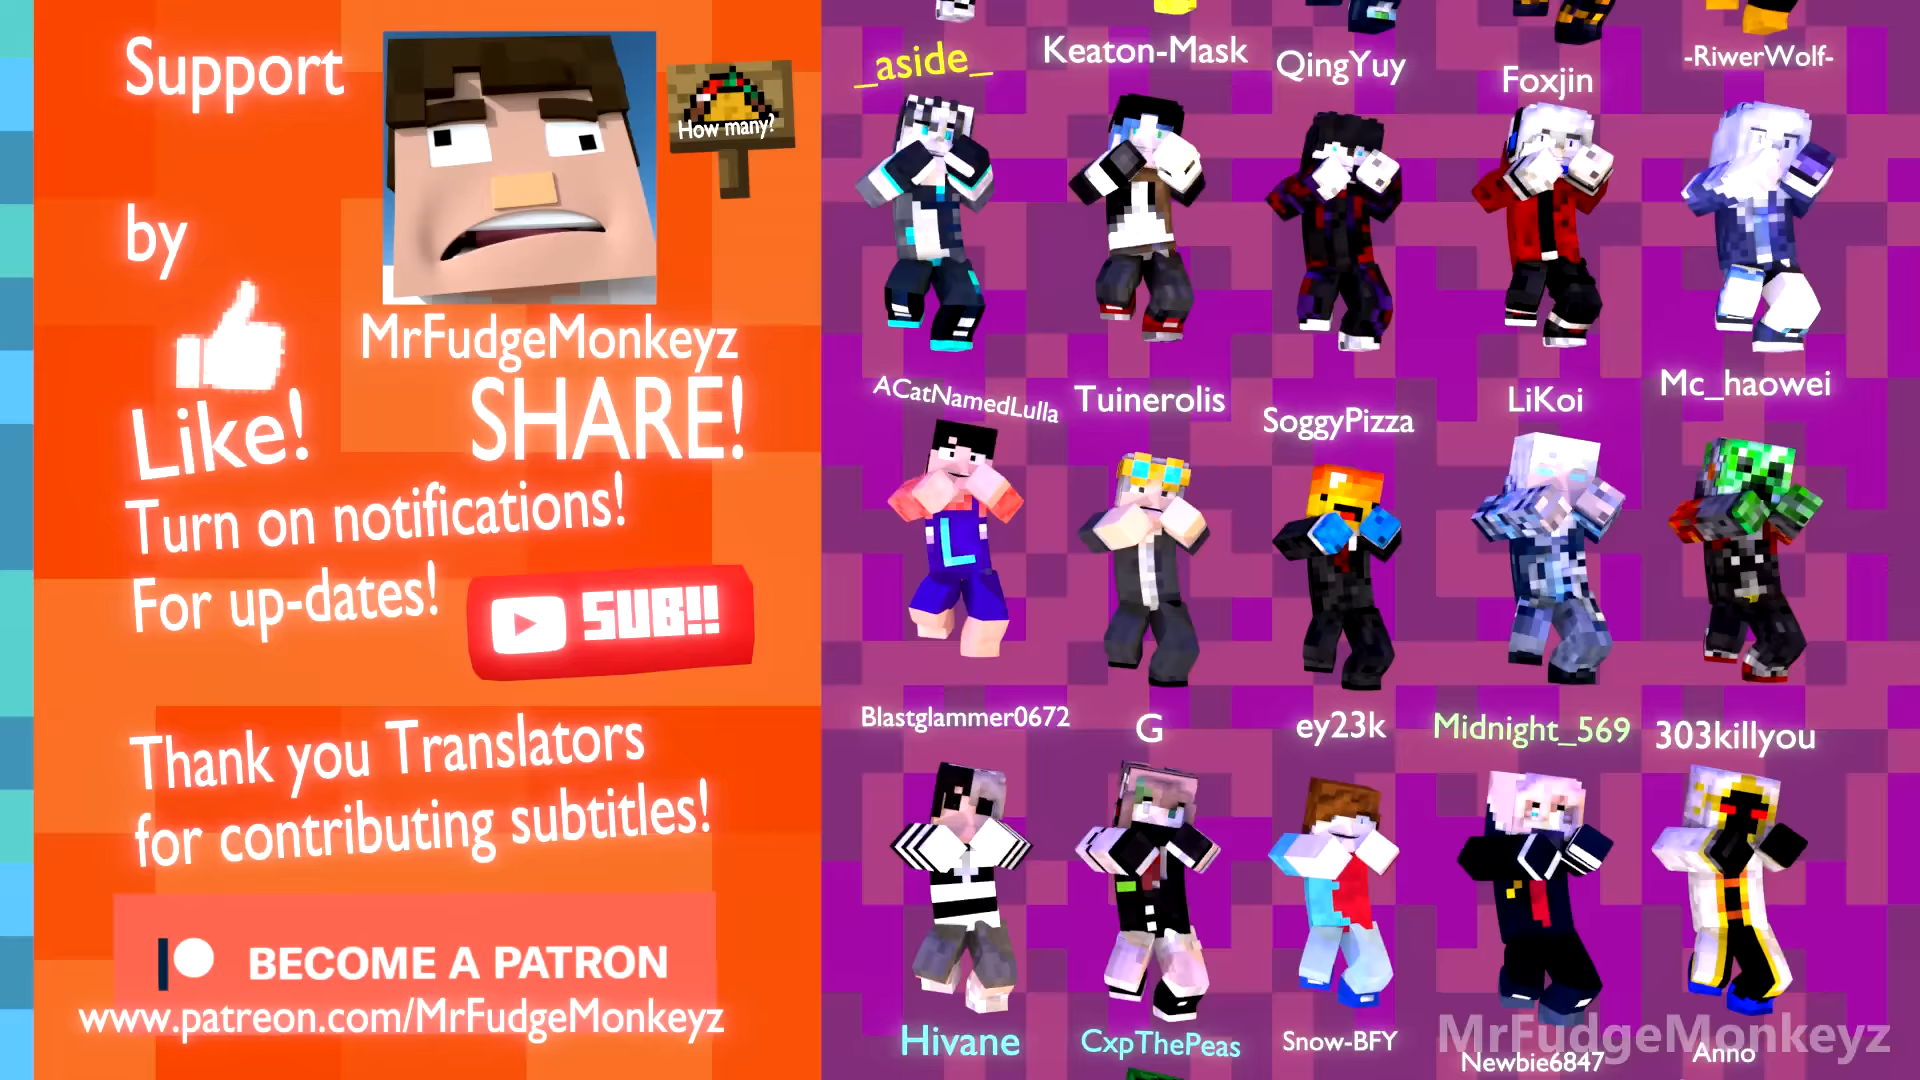 Support
How many?
by
MrFudgeMonkeyz
Like!
SHARE!
Turn on notifications!
For up-dates!
SUB!!
Thank you Translators
for contributing subtitles!
BECOME A PATRON
www.patreon.com/MrFudgeMonkeyz
_aside_
Keaton-Mask
QingYuy
Foxjin
-RiwerWolf-
ACatNamedLulla
Tuinerolis
SoggyPizza
LiKoi
Mc_haowei
L
Blastglammer0672
G
ey23k
Midnight_569
303killyou
Hivane
CxpThePeas
Snow-BFY
Newbie6847
Anno
MrFudgeMonkeyz